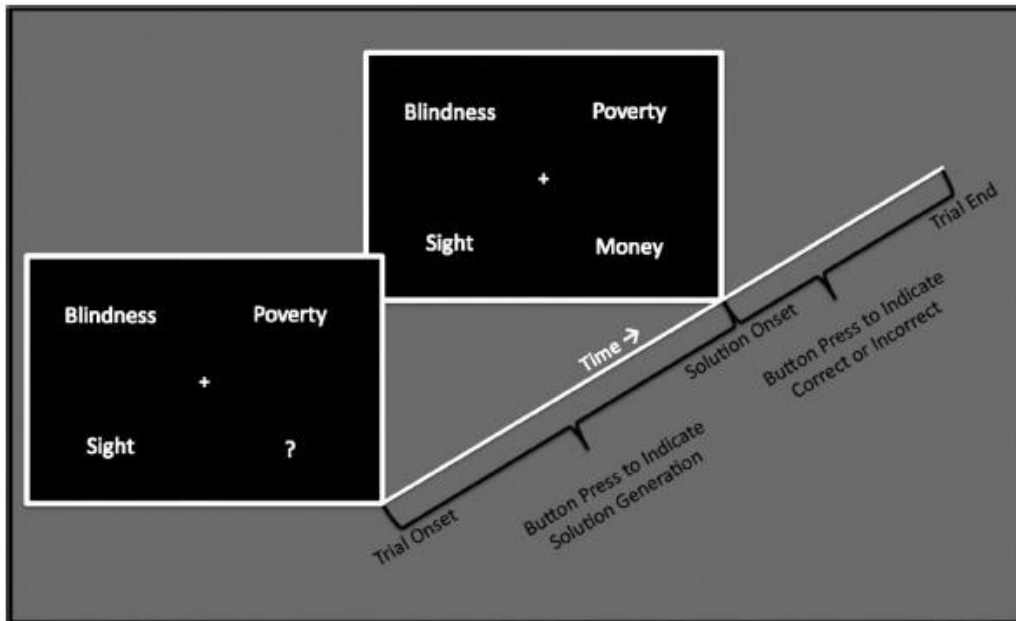 Blindness Poverty
+
Sight Money
Blindness Poverty
+
Sight ?
Time →
Trial Onset
Button Press to Indicate
Solution Generation
Solution Onset
Button Press to Indicate
Correct or Incorrect
Trial End